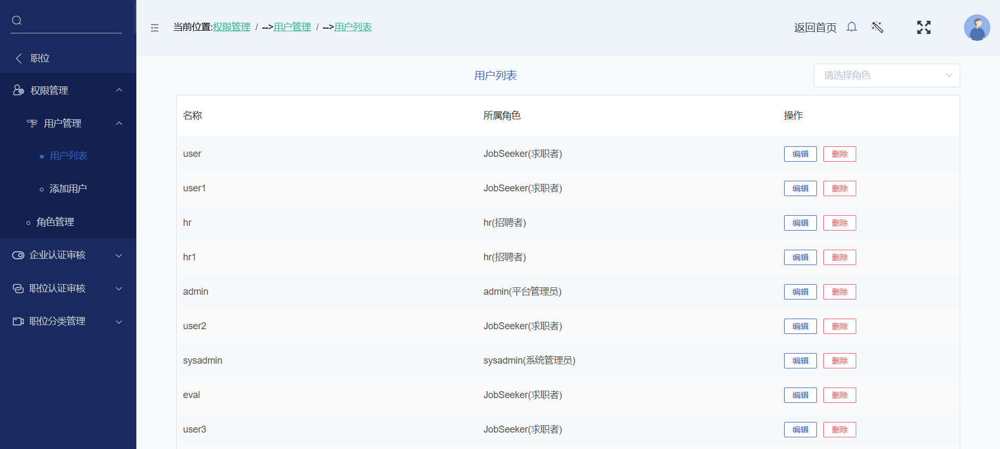 职位
权限管理
用户管理
用户列表
添加用户
角色管理
企业认证审核
职位认证审核
职位分类管理
当前位置:权限管理 / -->用户管理 / -->用户列表
返回首页
用户列表
请选择角色
名称 所属角色 操作
user JobSeeker(求职者) 编辑 删除
user1 JobSeeker(求职者) 编辑 删除
hr hr(招聘者) 编辑 删除
hr1 hr(招聘者) 编辑 删除
admin admin(平台管理员) 编辑 删除
user2 JobSeeker(求职者) 编辑 删除
sysadmin sysadmin(系统管理员) 编辑 删除
eval JobSeeker(求职者) 编辑 删除
user3 JobSeeker(求职者) 编辑 删除